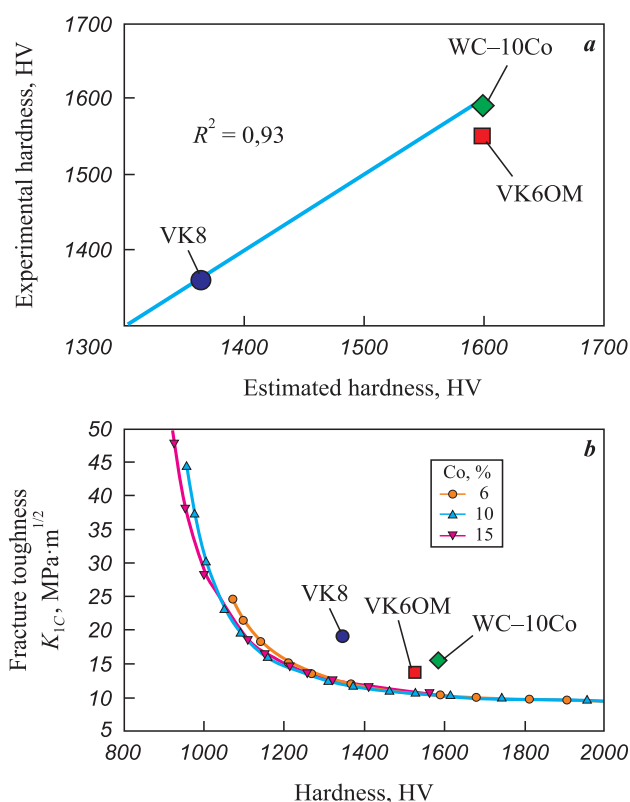 a
1700
1600
1500
1400
1300
Experimental hardness, HV
WC–10Co
R² = 0,93
VK6OM
VK8
1400
1500
1600
1700
Estimated hardness, HV
b
50
45
40
35
30
25
20
15
10
5
Fracture toughness
K₁C, MPa·m¹/²
Co, %
6
10
15
VK8
VK6OM
WC–10Co
800
1000
1200
1400
1600
1800
2000
Hardness, HV